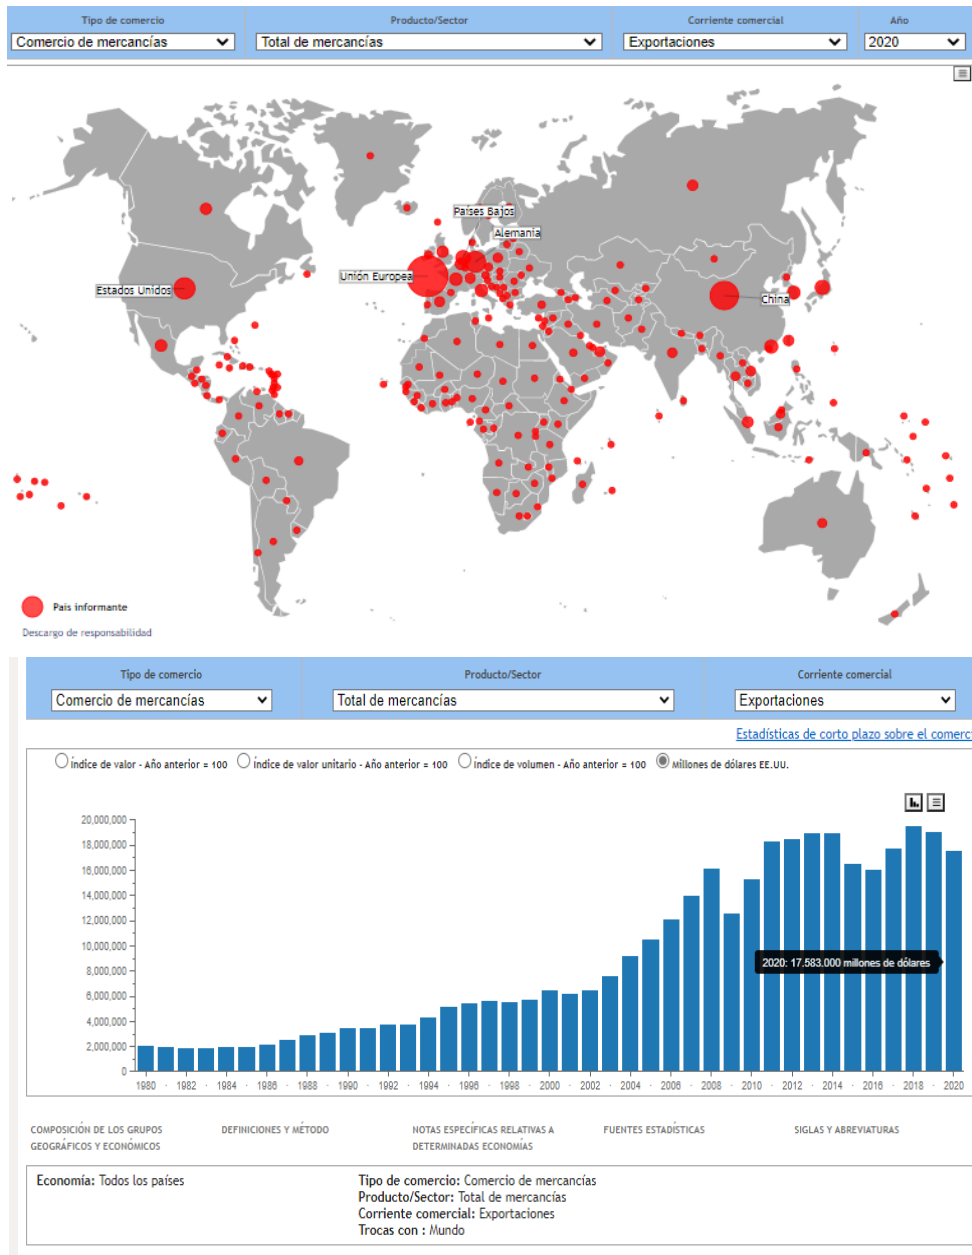 Tipo de comercio Producto/Sector Corriente comercial Año
Comercio de mercancías Total de mercancías Exportaciones 2020
Países Bajos
Alemania
Unión Europea
Estados Unidos
China
País informante
Descargo de responsabilidad
Tipo de comercio Producto/Sector Corriente comercial
Comercio de mercancías Total de mercancías Exportaciones
Estadísticas de corto plazo sobre el comerc
Índice de valor - Año anterior = 100 Índice de valor unitario - Año anterior = 100 Índice de volumen - Año anterior = 100 Millones de dólares EE.UU.
20,000,000
18,000,000
16,000,000
14,000,000
12,000,000
10,000,000
8,000,000
6,000,000
4,000,000
2,000,000
0
2020: 17.583.000 millones de dólares
1980 · 1982 · 1984 · 1986 · 1988 · 1990 · 1992 · 1994 · 1996 · 1998 · 2000 · 2002 · 2004 · 2006 · 2008 · 2010 · 2012 · 2014 · 2016 · 2018 · 2020
COMPOSICIÓN DE LOS GRUPOS DEFINICIONES Y MÉTODO NOTAS ESPECÍFICAS RELATIVAS A FUENTES ESTADÍSTICAS SIGLAS Y ABREVIATURAS
GEOGRÁFICOS Y ECONÓMICOS DETERMINADAS ECONOMÍAS
Economía: Todos los países Tipo de comercio: Comercio de mercancías
Producto/Sector: Total de mercancías
Corriente comercial: Exportaciones
Trocas con : Mundo